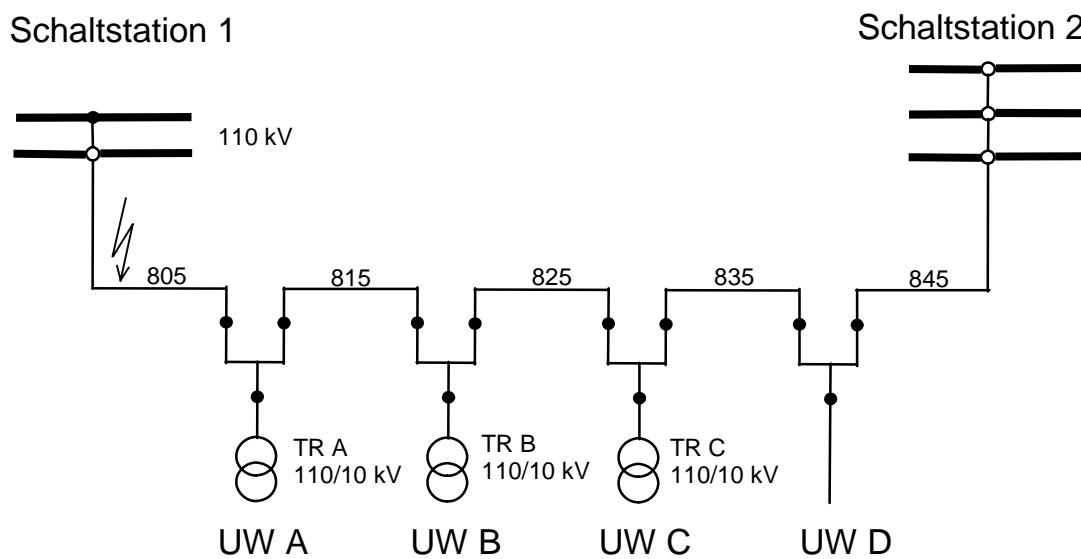 Schaltstation 1
Schaltstation 2
110 kV
805
815
825
835
845
TR A
110/10 kV
TR B
110/10 kV
TR C
110/10 kV
UW A
UW B
UW C
UW D